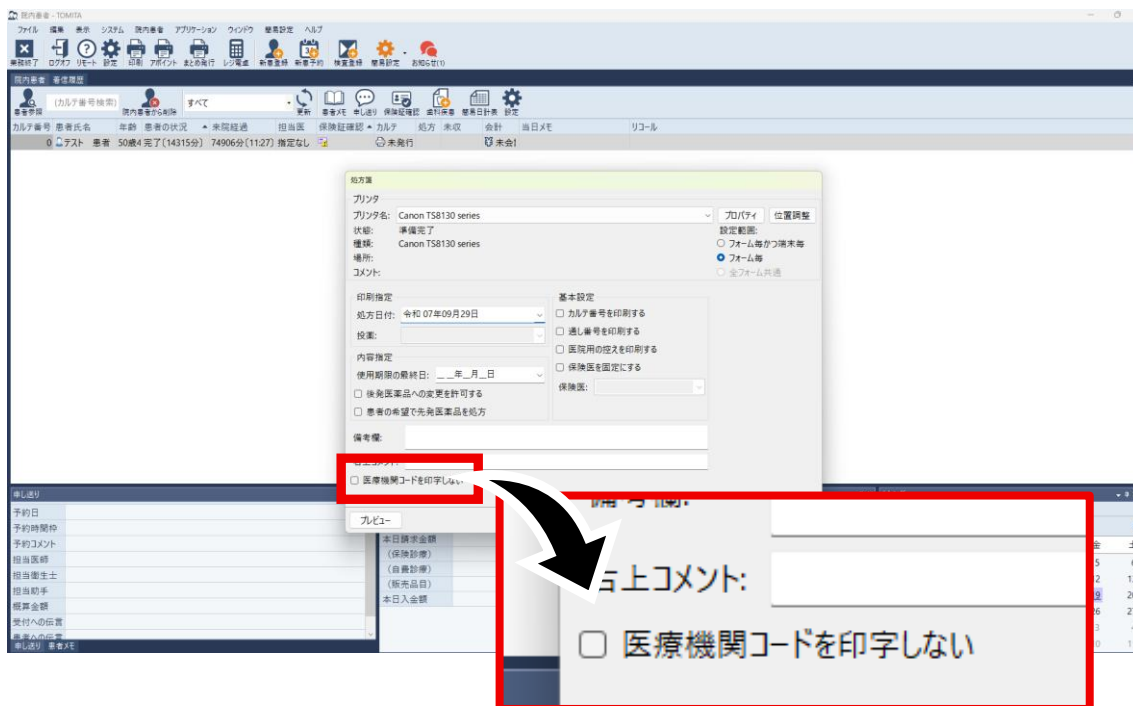 院内患者 - TOMITA
ファイル 編集 表示 システム 院内患者 アプリケーション ウィンドウ 簡易設定 ヘルプ
業務終了 ログオフ リモート 設定 印刷 アポイント まとめ発行 レジ電卓 新患登録 新患予約 検査登録 簡易設定 お知らせ(1)
院内患者 着信履歴
患者参照 (カルテ番号検索) 院内患者から削除 すべて 更新 患者メモ 申し送り 保険証確認 歯科疾患 簡易日計表 設定
カルテ番号 患者氏名 年齢 患者の状況 来院経過 担当医 保険証確認 カルテ 処方 未収 会計 当日メモ リコール
0 テスト 患者 50歳4 完了(14315分) 74906分(11:27) 指定なし 未発行 未会
処方箋
プリンタ
プリンタ名: Canon TS8130 series プロパティ 位置調整
状態: 準備完了 設定範囲:
種類: Canon TS8130 series フォーム毎かつ端末毎
場所: フォーム毎
コメント: 全フォーム共通
印刷指定 基本設定
処方日付: 令和 07年09月29日 カルテ番号を印刷する
投薬: 通し番号を印刷する
内容指定 医院用の控えを印刷する
使用期限の最終日: __年_月_日 保険医を固定にする
後発医薬品への変更を許可する 保険医:
患者の希望で先発医薬品を処方
備考欄:
医療機関コードを印字しない
プレビュー
申し送り
予約日
予約時間枠
予約コメント
担当医師
担当衛生士
担当助手
概算金額
受付への伝言
患者への伝言
申し送り 患者メモ
本日請求金額
(保険診療)
(自費診療)
(販売品目)
本日入金額
備考欄:
右上コメント:
医療機関コードを印字しない
金